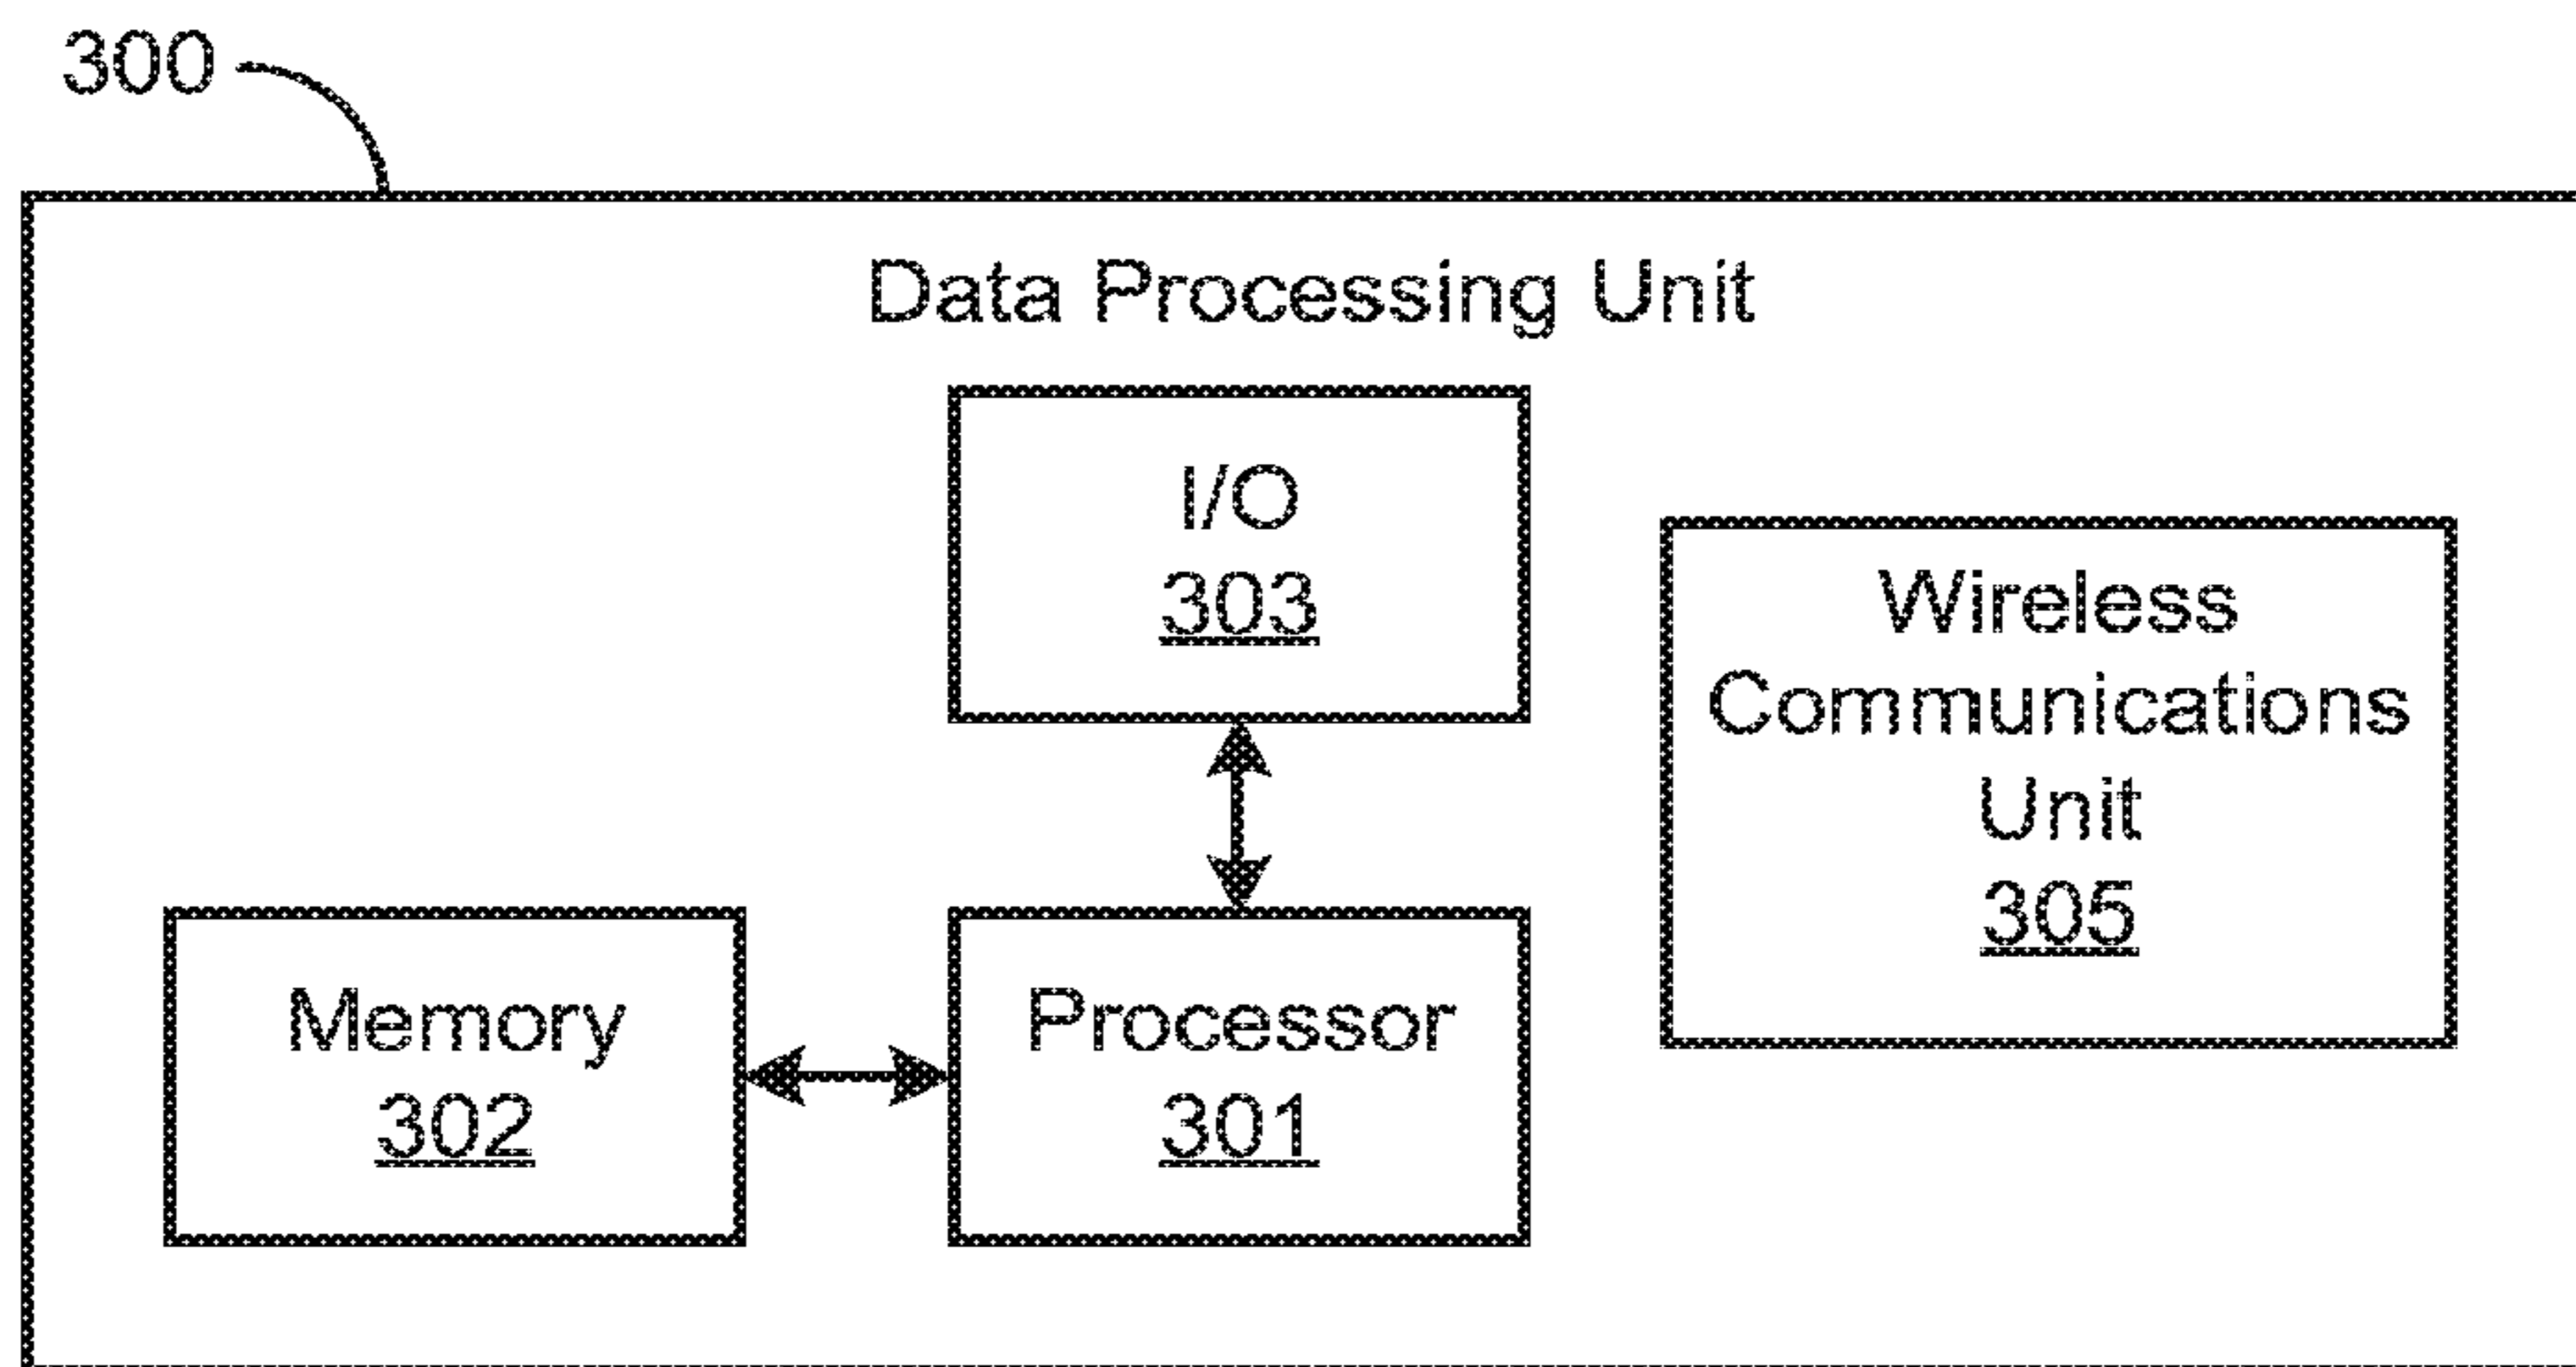 300
Data Processing Unit
I/O
303
Wireless
Communications
Unit
305
Memory
302
Processor
301